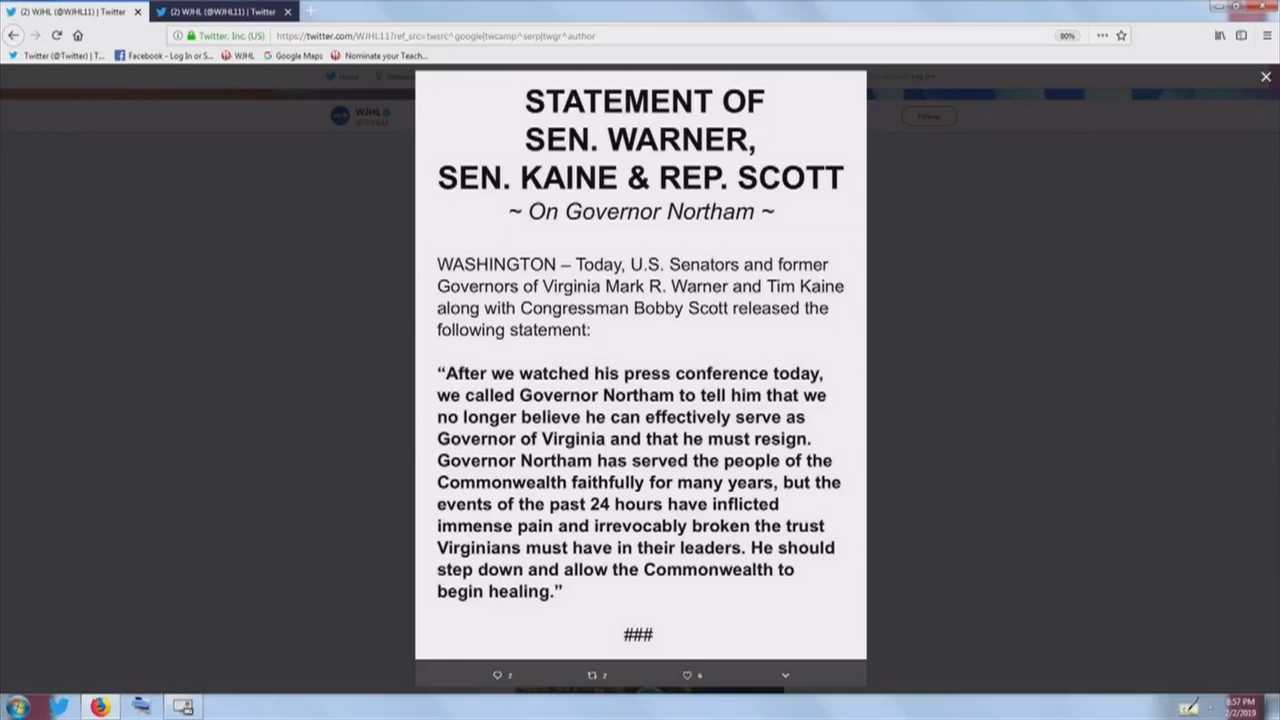 (2) WJHL (@WJHL11) | Twitter
(2) WJHL (@WJHL11) | Twitter
Twitter, Inc. (US)
https://twitter.com/WJHL11?ref_src=twsrc^google|twcamp^serp|twgr^author
80%
Twitter (@Twitter) | T...
Facebook - Log In or S...
WJHL
Google Maps
Nominate your Teach...
Home
WJHL
@WJHL11
Follow
STATEMENT OF
SEN. WARNER,
SEN. KAINE & REP. SCOTT
~ On Governor Northam ~
WASHINGTON – Today, U.S. Senators and former
Governors of Virginia Mark R. Warner and Tim Kaine
along with Congressman Bobby Scott released the
following statement:
“After we watched his press conference today,
we called Governor Northam to tell him that we
no longer believe he can effectively serve as
Governor of Virginia and that he must resign.
Governor Northam has served the people of the
Commonwealth faithfully for many years, but the
events of the past 24 hours have inflicted
immense pain and irrevocably broken the trust
Virginians must have in their leaders. He should
step down and allow the Commonwealth to
begin healing.”
###
2
2
6
:57 PM
/2/2019